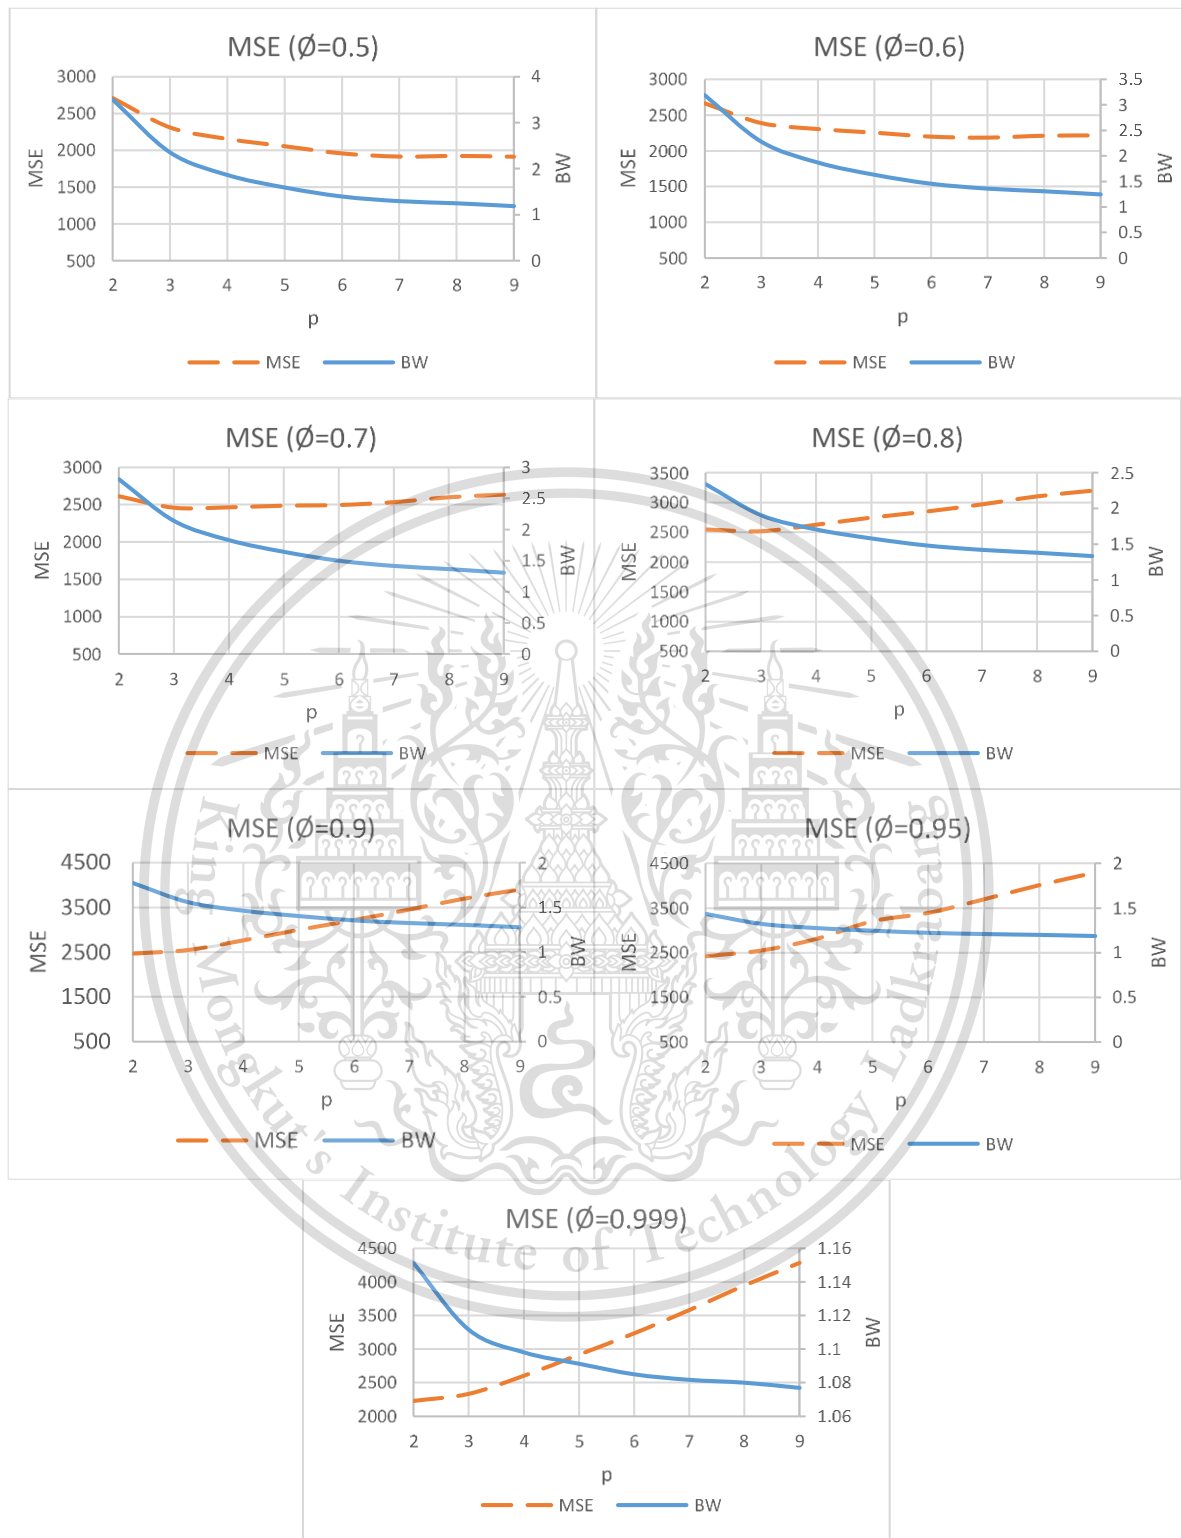 MSE (Ø=0.5)
3000
2500
2000
1500
1000
500
4
3
2
1
0
MSE
BW
2 3 4 5 6 7 8 9
p
MSE BW
MSE (Ø=0.6)
3000
2500
2000
1500
1000
500
3.5
3
2.5
2
1.5
1
0.5
0
MSE
BW
2 3 4 5 6 7 8 9
p
MSE BW
MSE (Ø=0.7)
3000
2500
2000
1500
1000
500
3
2.5
2
1.5
1
0.5
0
MSE
BW
2 3 4 5 6 7 8 9
p
MSE BW
MSE (Ø=0.8)
3500
3000
2500
2000
1500
1000
500
2.5
2
1.5
1
0.5
0
MSE
BW
2 3 4 5 6 7 8 9
p
MSE BW
MSE (Ø=0.9)
4500
3500
2500
1500
500
2
1.5
1
0.5
0
MSE
BW
2 3 4 5 6 7 8 9
p
MSE BW
MSE (Ø=0.95)
4500
3500
2500
1500
500
2
1.5
1
0.5
0
MSE
BW
2 3 4 5 6 7 8 9
p
MSE BW
MSE (Ø=0.999)
4500
4000
3500
3000
2500
2000
1.16
1.14
1.12
1.1
1.08
1.06
MSE
BW
2 3 4 5 6 7 8 9
p
MSE BW
King Mongkut's Institute of Technology Ladkrabang